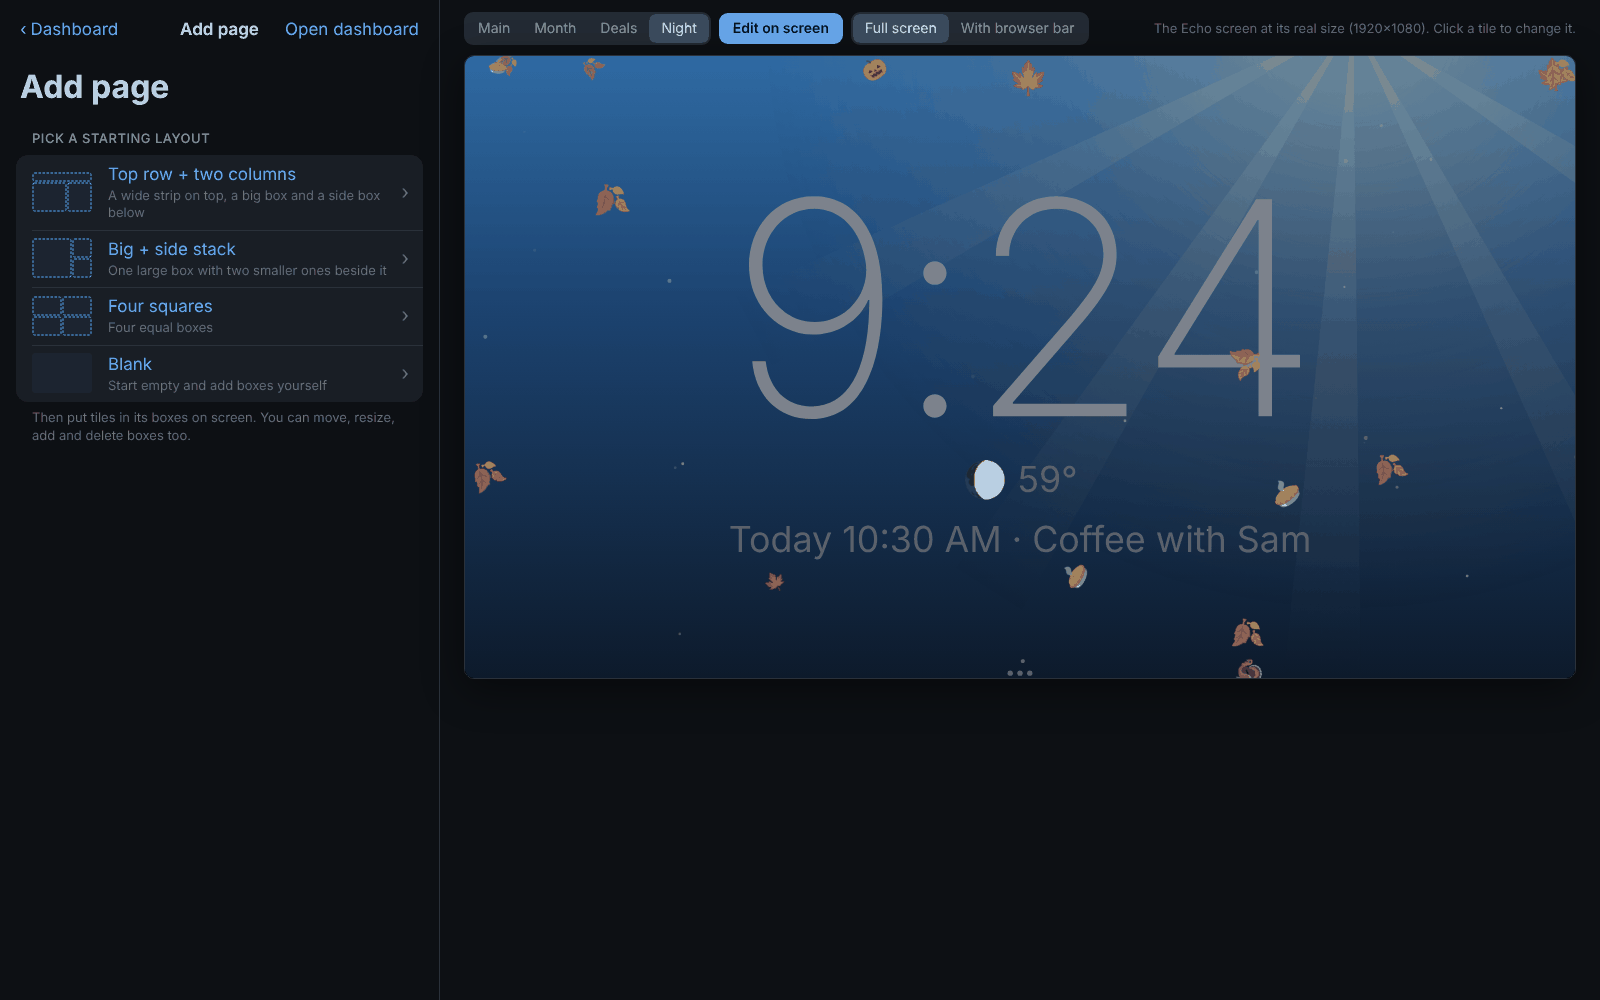 ‹ Dashboard
Add page
Open dashboard
Add page
PICK A STARTING LAYOUT
Top row + two columns
A wide strip on top, a big box and a side box
below
Big + side stack
One large box with two smaller ones beside it
Four squares
Four equal boxes
Blank
Start empty and add boxes yourself
Then put tiles in its boxes on screen. You can move, resize,
add and delete boxes too.
Main
Month
Deals
Night
Edit on screen
Full screen
With browser bar
The Echo screen at its real size (1920×1080). Click a tile to change it.
9:24
59°
Today 10:30 AM · Coffee with Sam